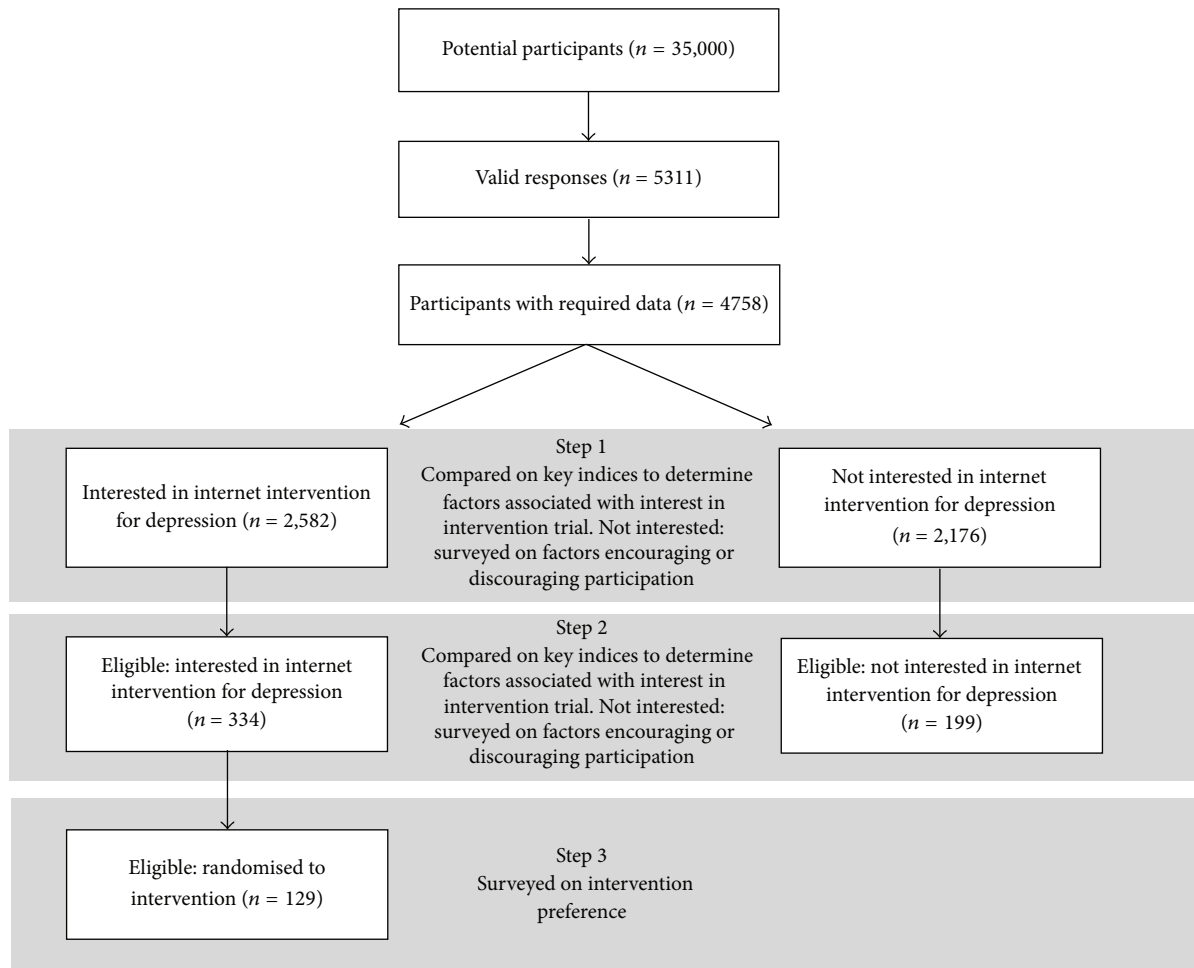 Potential participants (n = 35,000)
Valid responses (n = 5311)
Participants with required data (n = 4758)
Interested in internet intervention
for depression (n = 2,582)
Step 1
Compared on key indices to determine
factors associated with interest in
intervention trial. Not interested:
surveyed on factors encouraging or
discouraging participation
Not interested in internet
intervention for depression
(n = 2,176)
Eligible: interested in internet
intervention for depression
(n = 334)
Step 2
Compared on key indices to determine
factors associated with interest in
intervention trial. Not interested:
surveyed on factors encouraging or
discouraging participation
Eligible: not interested in internet
intervention for depression
(n = 199)
Eligible: randomised to
intervention (n = 129)
Step 3
Surveyed on intervention
preference